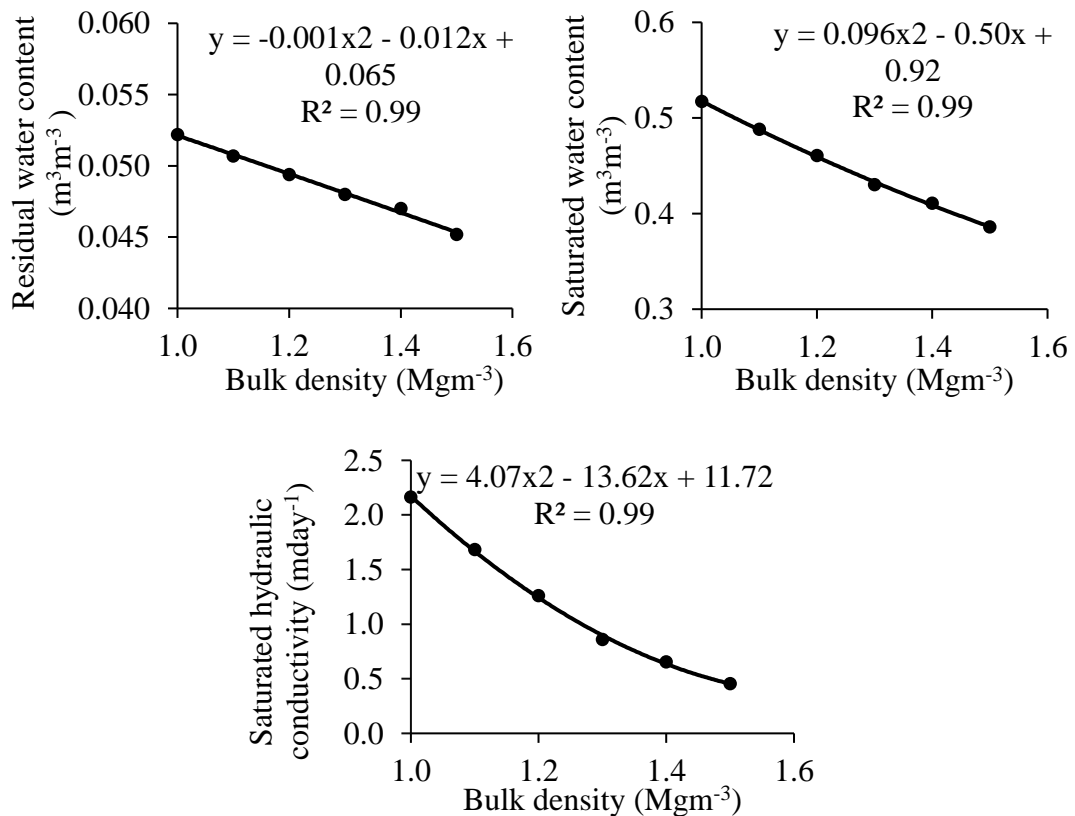 Residual water content
(m³m⁻³)
0.060
0.055
0.050
0.045
0.040
y = -0.001x2 - 0.012x +
0.065
R² = 0.99
1.0 1.2 1.4 1.6
Bulk density (Mgm⁻³)
Saturated water content
(m³m⁻³)
0.6
0.5
0.4
0.3
y = 0.096x2 - 0.50x +
0.92
R² = 0.99
1.0 1.2 1.4 1.6
Bulk density (Mgm⁻³)
Saturated hydraulic
conductivity (mday⁻¹)
2.5
2.0
1.5
1.0
0.5
0.0
y = 4.07x2 - 13.62x + 11.72
R² = 0.99
1.0 1.2 1.4 1.6
Bulk density (Mgm⁻³)